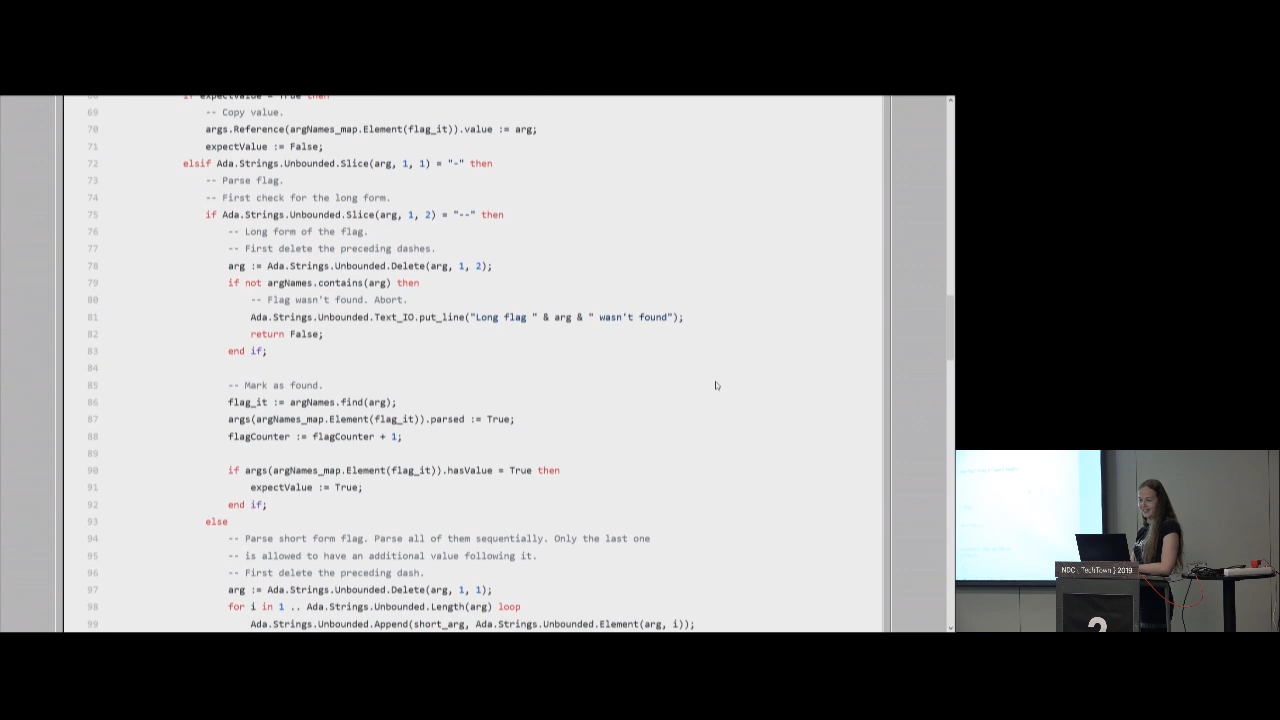 if expectValue = True then
69 -- Copy value.
70 args.Reference(argNames_map.Element(flag_it)).value := arg;
71 expectValue := False;
72 elsif Ada.Strings.Unbounded.Slice(arg, 1, 1) = "-" then
73 -- Parse flag.
74 -- First check for the long form.
75 if Ada.Strings.Unbounded.Slice(arg, 1, 2) = "--" then
76 -- Long form of the flag.
77 -- First delete the preceding dashes.
78 arg := Ada.Strings.Unbounded.Delete(arg, 1, 2);
79 if not argNames.contains(arg) then
80 -- Flag wasn't found. Abort.
81 Ada.Strings.Unbounded.Text_IO.put_line("Long flag " & arg & " wasn't found");
82 return False;
83 end if;
84
85 -- Mark as found.
86 flag_it := argNames.find(arg);
87 args(argNames_map.Element(flag_it)).parsed := True;
88 flagCounter := flagCounter + 1;
89
90 if args(argNames_map.Element(flag_it)).hasValue = True then
91 expectValue := True;
92 end if;
93 else
94 -- Parse short form flag. Parse all of them sequentially. Only the last one
95 -- is allowed to have an additional value following it.
96 -- First delete the preceding dash.
97 arg := Ada.Strings.Unbounded.Delete(arg, 1, 1);
98 for i in 1 .. Ada.Strings.Unbounded.Length(arg) loop
99 Ada.Strings.Unbounded.Append(short_arg, Ada.Strings.Unbounded.Element(arg, i));
NDC { TechTown } 2019
2